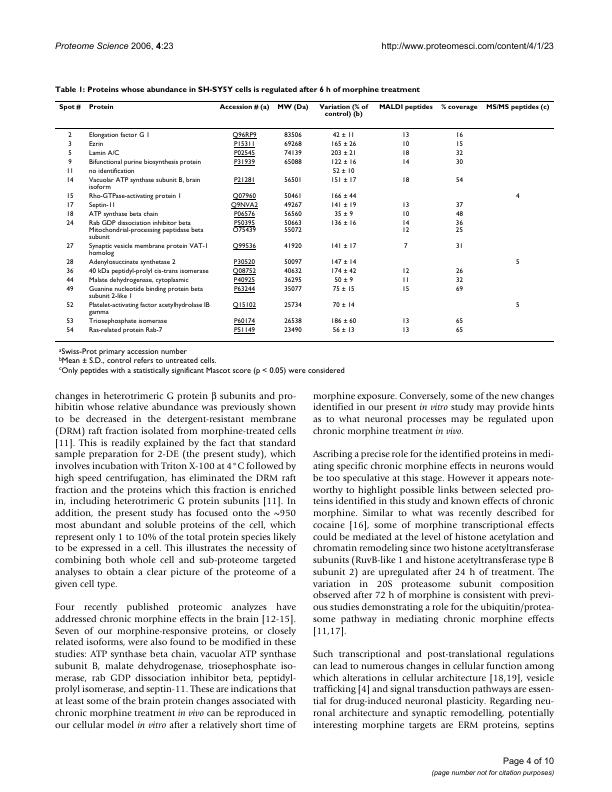 Proteome Science 2006, 4:23
http://www.proteomesci.com/content/4/1/23
Table 1: Proteins whose abundance in SH-SY5Y cells is regulated after 6 h of morphine treatment
Spot # Protein Accession # (a) MW (Da) Variation (% of control) (b) MALDI peptides % coverage MS/MS peptides (c)
2 Elongation factor G 1 Q96RP9 83506 42 ± 11 13 16
3 Ezrin P15311 69268 165 ± 26 10 15
5 Lamin A/C P02545 74139 203 ± 21 18 32
9 Bifunctional purine biosynthesis protein P31939 65088 122 ± 16 14 30
11 no identification 52 ± 10
14 Vacuolar ATP synthase subunit B, brain isoform P21281 56501 151 ± 17 18 54
15 Rho-GTPase-activating protein 1 Q07960 50461 166 ± 44 4
17 Septin-11 Q9NVA2 49267 141 ± 19 13 37
18 ATP synthase beta chain P06576 56560 35 ± 9 10 48
24 Rab GDP dissociation inhibitor beta P50395 50663 136 ± 16 14 36
Mitochondrial-processing peptidase beta subunit O75439 55072 12 25
27 Synaptic vesicle membrane protein VAT-1 homolog Q99536 41920 141 ± 17 7 31
28 Adenylosuccinate synthetase 2 P30520 50097 147 ± 14 5
36 40 kDa peptidyl-prolyl cis-trans isomerase Q08752 40632 174 ± 42 12 26
44 Malate dehydrogenase, cytoplasmic P40925 36295 50 ± 9 11 32
49 Guanine nucleotide binding protein beta subunit 2-like 1 P63244 35077 75 ± 15 15 69
52 Platelet-activating factor acetylhydrolase IB gamma Q15102 25734 70 ± 14 5
53 Triosephosphate isomerase P60174 26538 186 ± 60 13 65
54 Ras-related protein Rab-7 P51149 23490 56 ± 13 13 65
aSwiss-Prot primary accession number
bMean ± S.D., control refers to untreated cells.
cOnly peptides with a statistically significant Mascot score (p < 0.05) were considered
changes in heterotrimeric G protein β subunits and pro-
hibitin whose relative abundance was previously shown
to be decreased in the detergent-resistant membrane
(DRM) raft fraction isolated from morphine-treated cells
[11]. This is readily explained by the fact that standard
sample preparation for 2-DE (the present study), which
involves incubation with Triton X-100 at 4°C followed by
high speed centrifugation, has eliminated the DRM raft
fraction and the proteins which this fraction is enriched
in, including heterotrimeric G protein subunits [11]. In
addition, the present study has focused onto the ~950
most abundant and soluble proteins of the cell, which
represent only 1 to 10% of the total protein species likely
to be expressed in a cell. This illustrates the necessity of
combining both whole cell and sub-proteome targeted
analyses to obtain a clear picture of the proteome of a
given cell type.
Four recently published proteomic analyzes have
addressed chronic morphine effects in the brain [12-15].
Seven of our morphine-responsive proteins, or closely
related isoforms, were also found to be modified in these
studies: ATP synthase beta chain, vacuolar ATP synthase
subunit B, malate dehydrogenase, triosephosphate iso-
merase, rab GDP dissociation inhibitor beta, peptidyl-
prolyl isomerase, and septin-11. These are indications that
at least some of the brain protein changes associated with
chronic morphine treatment in vivo can be reproduced in
our cellular model in vitro after a relatively short time of
morphine exposure. Conversely, some of the new changes
identified in our present in vitro study may provide hints
as to what neuronal processes may be regulated upon
chronic morphine treatment in vivo.
Ascribing a precise role for the identified proteins in medi-
ating specific chronic morphine effects in neurons would
be too speculative at this stage. However it appears note-
worthy to highlight possible links between selected pro-
teins identified in this study and known effects of chronic
morphine. Similar to what was recently described for
cocaine [16], some of morphine transcriptional effects
could be mediated at the level of histone acetylation and
chromatin remodeling since two histone acetyltransferase
subunits (RuvB-like 1 and histone acetyltransferase type B
subunit 2) are upregulated after 24 h of treatment. The
variation in 20S proteasome subunit composition
observed after 72 h of morphine is consistent with previ-
ous studies demonstrating a role for the ubiquitin/protea-
some pathway in mediating chronic morphine effects
[11,17].
Such transcriptional and post-translational regulations
can lead to numerous changes in cellular function among
which alterations in cellular architecture [18,19], vesicle
trafficking [4] and signal transduction pathways are essen-
tial for drug-induced neuronal plasticity. Regarding neu-
ronal architecture and synaptic remodelling, potentially
interesting morphine targets are ERM proteins, septins
Page 4 of 10
(page number not for citation purposes)